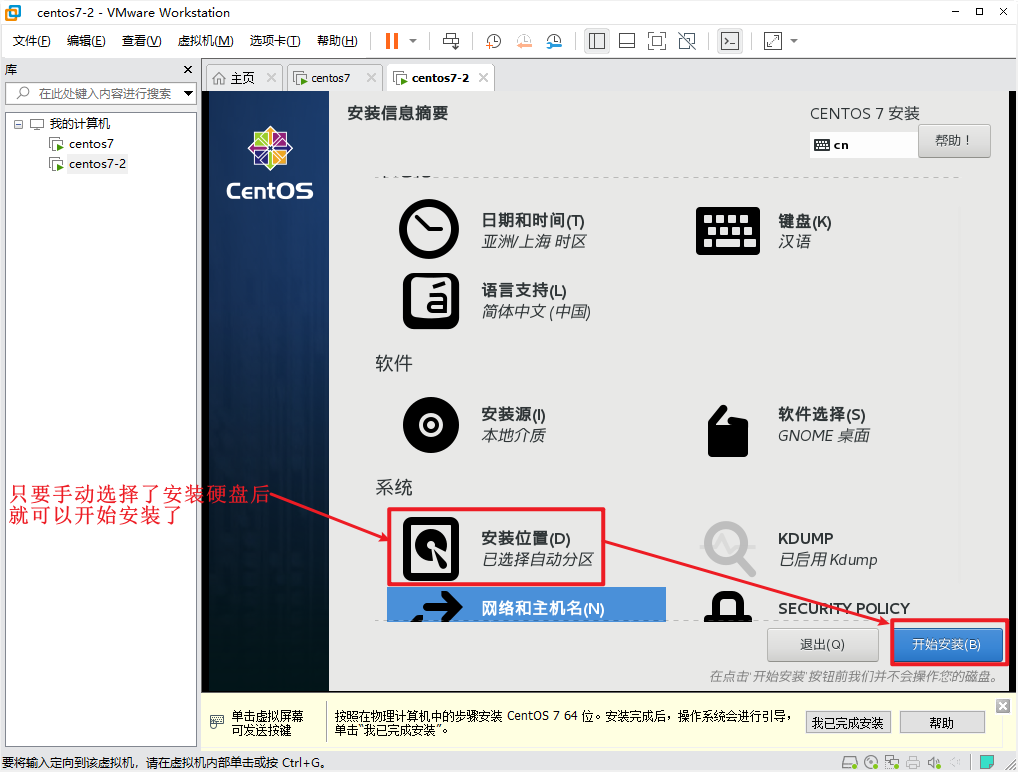 centos7-2 - VMware Workstation
文件(F) 编辑(E) 查看(V) 虚拟机(M) 选项卡(T) 帮助(H)
库
在此处键入内容进行搜索
我的计算机
centos7
centos7-2
主页 centos7 centos7-2
CentOS
安装信息摘要
CENTOS 7 安装
cn
帮助！
日期和时间(T)
亚洲/上海 时区
键盘(K)
汉语
语言支持(L)
简体中文 (中国)
软件
安装源(I)
本地介质
软件选择(S)
GNOME 桌面
系统
只要手动选择了安装硬盘后
就可以开始安装了
安装位置(D)
已选择自动分区
KDUMP
已启用 Kdump
网络和主机名(N)
SECURITY POLICY
退出(Q)
开始安装(B)
在点击'开始安装'按钮前我们并不会操作您的磁盘。
单击虚拟屏幕
可发送按键
按照在物理计算机中的步骤安装 CentOS 7 64 位。安装完成后，操作系统会进行引导，
单击"我已完成安装"。
我已完成安装
帮助
要将输入定向到该虚拟机，请在虚拟机内部单击或按 Ctrl+G。